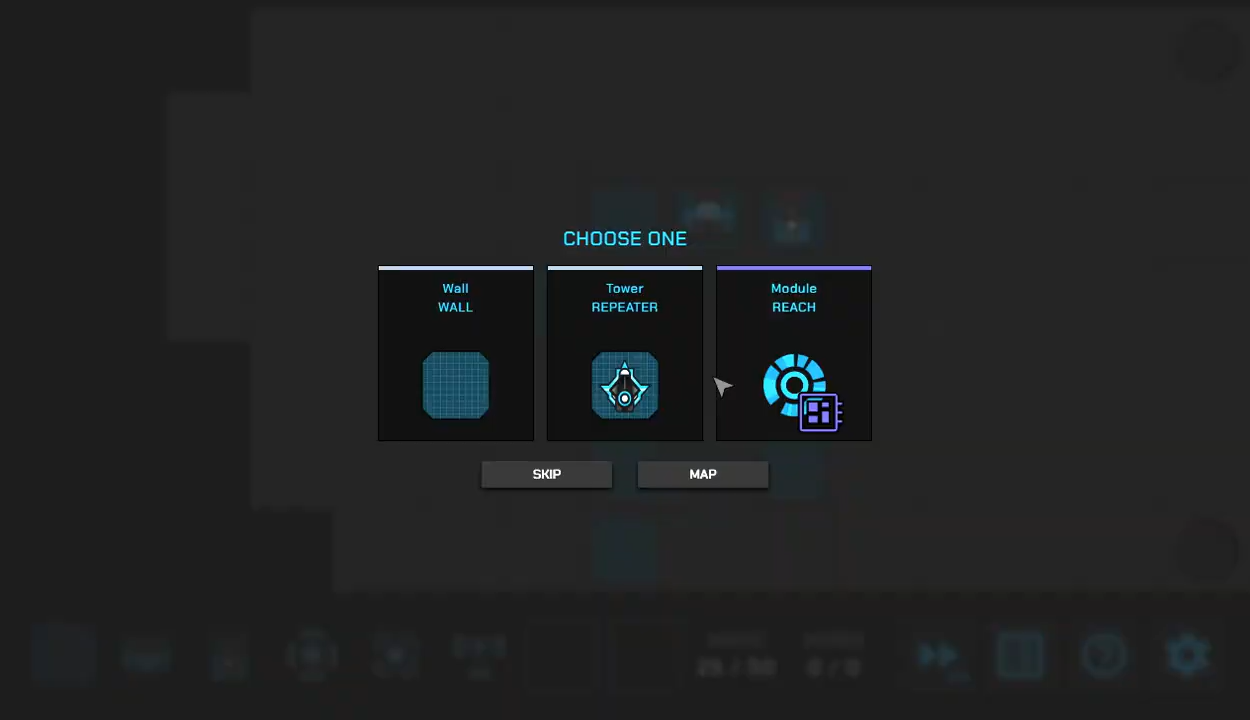 CHOOSE ONE
Wall
WALL
Tower
REPEATER
Module
REACH
SKIP
MAP